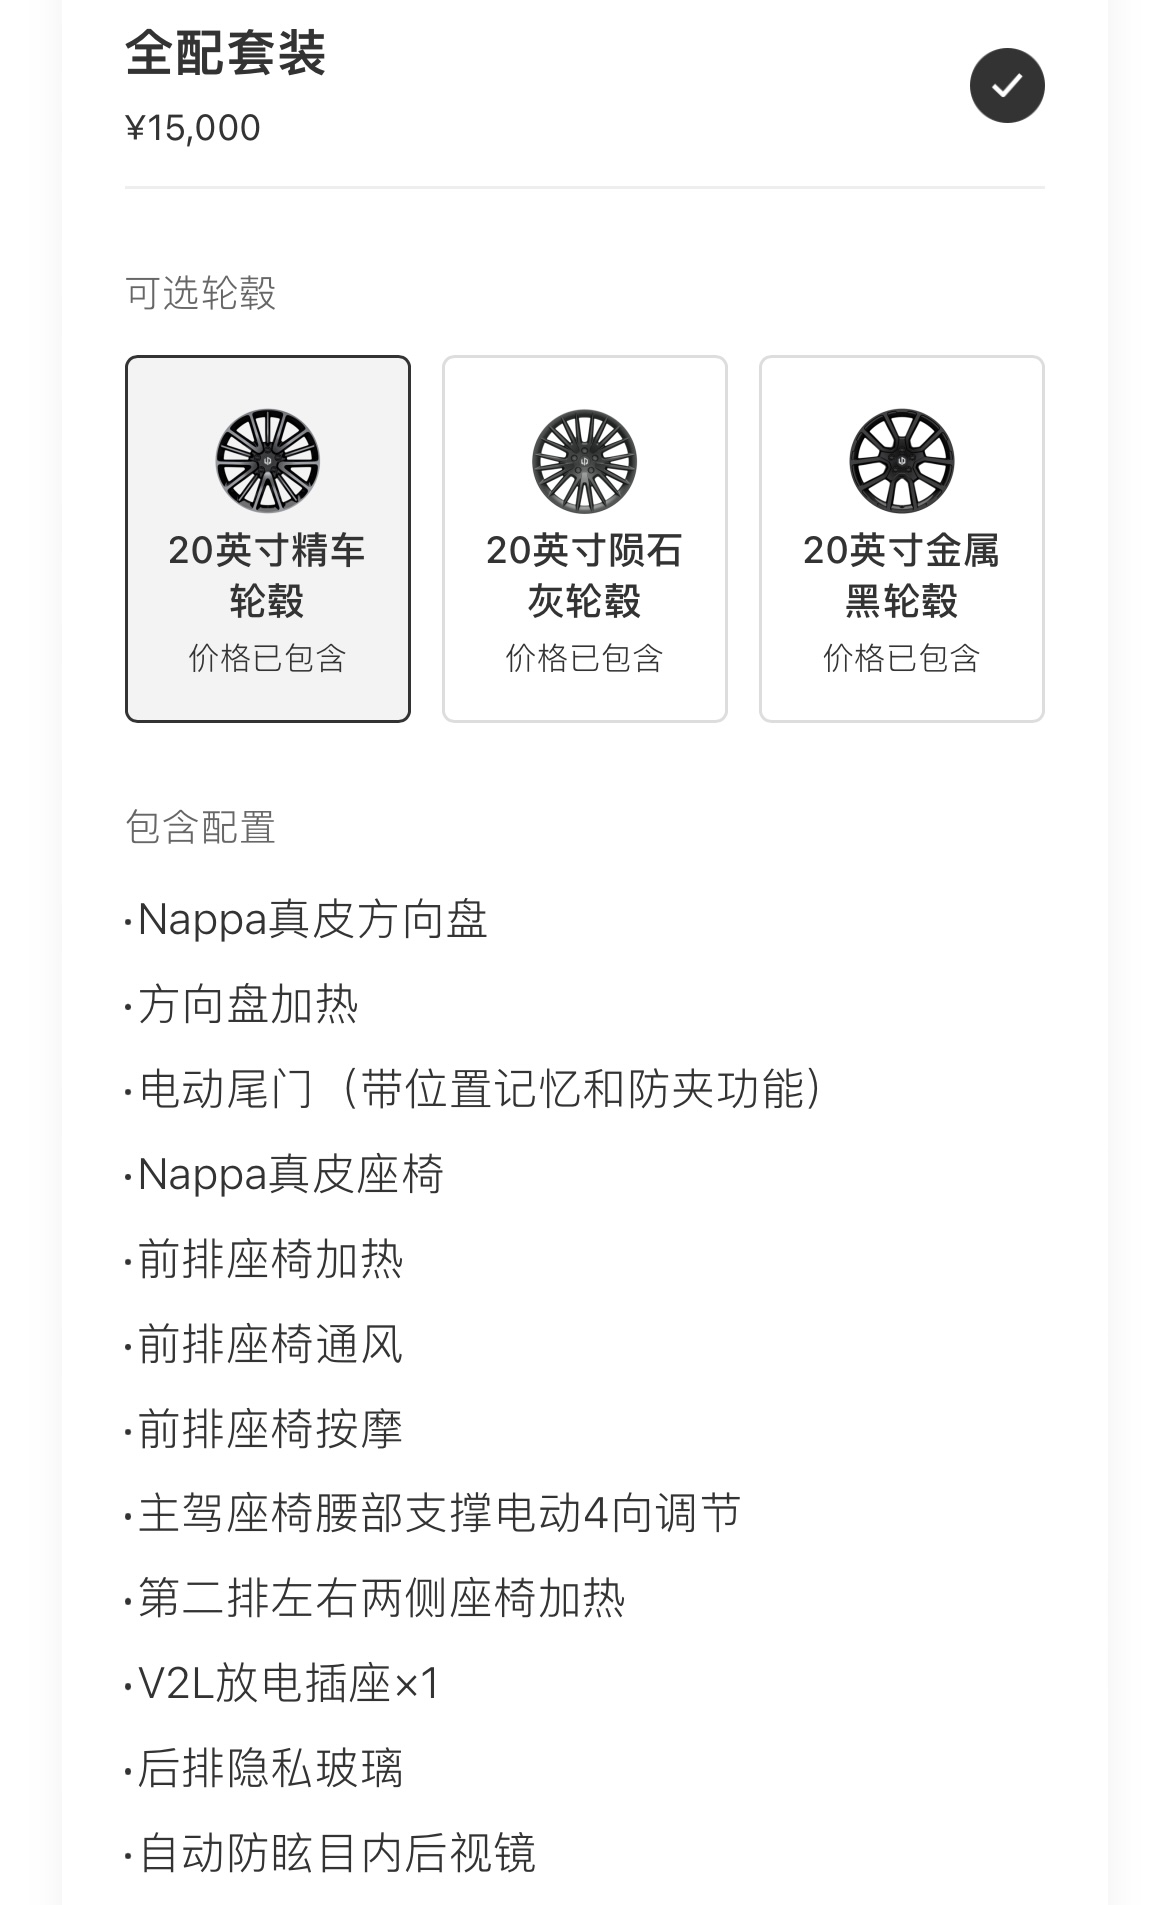 全配套装
¥15,000
可选轮毂
20英寸精车
轮毂
价格已包含
20英寸陨石
灰轮毂
价格已包含
20英寸金属
黑轮毂
价格已包含
包含配置
·Nappa真皮方向盘
·方向盘加热
·电动尾门（带位置记忆和防夹功能）
·Nappa真皮座椅
·前排座椅加热
·前排座椅通风
·前排座椅按摩
·主驾座椅腰部支撑电动4向调节
·第二排左右两侧座椅加热
·V2L放电插座×1
·后排隐私玻璃
·自动防眩目内后视镜